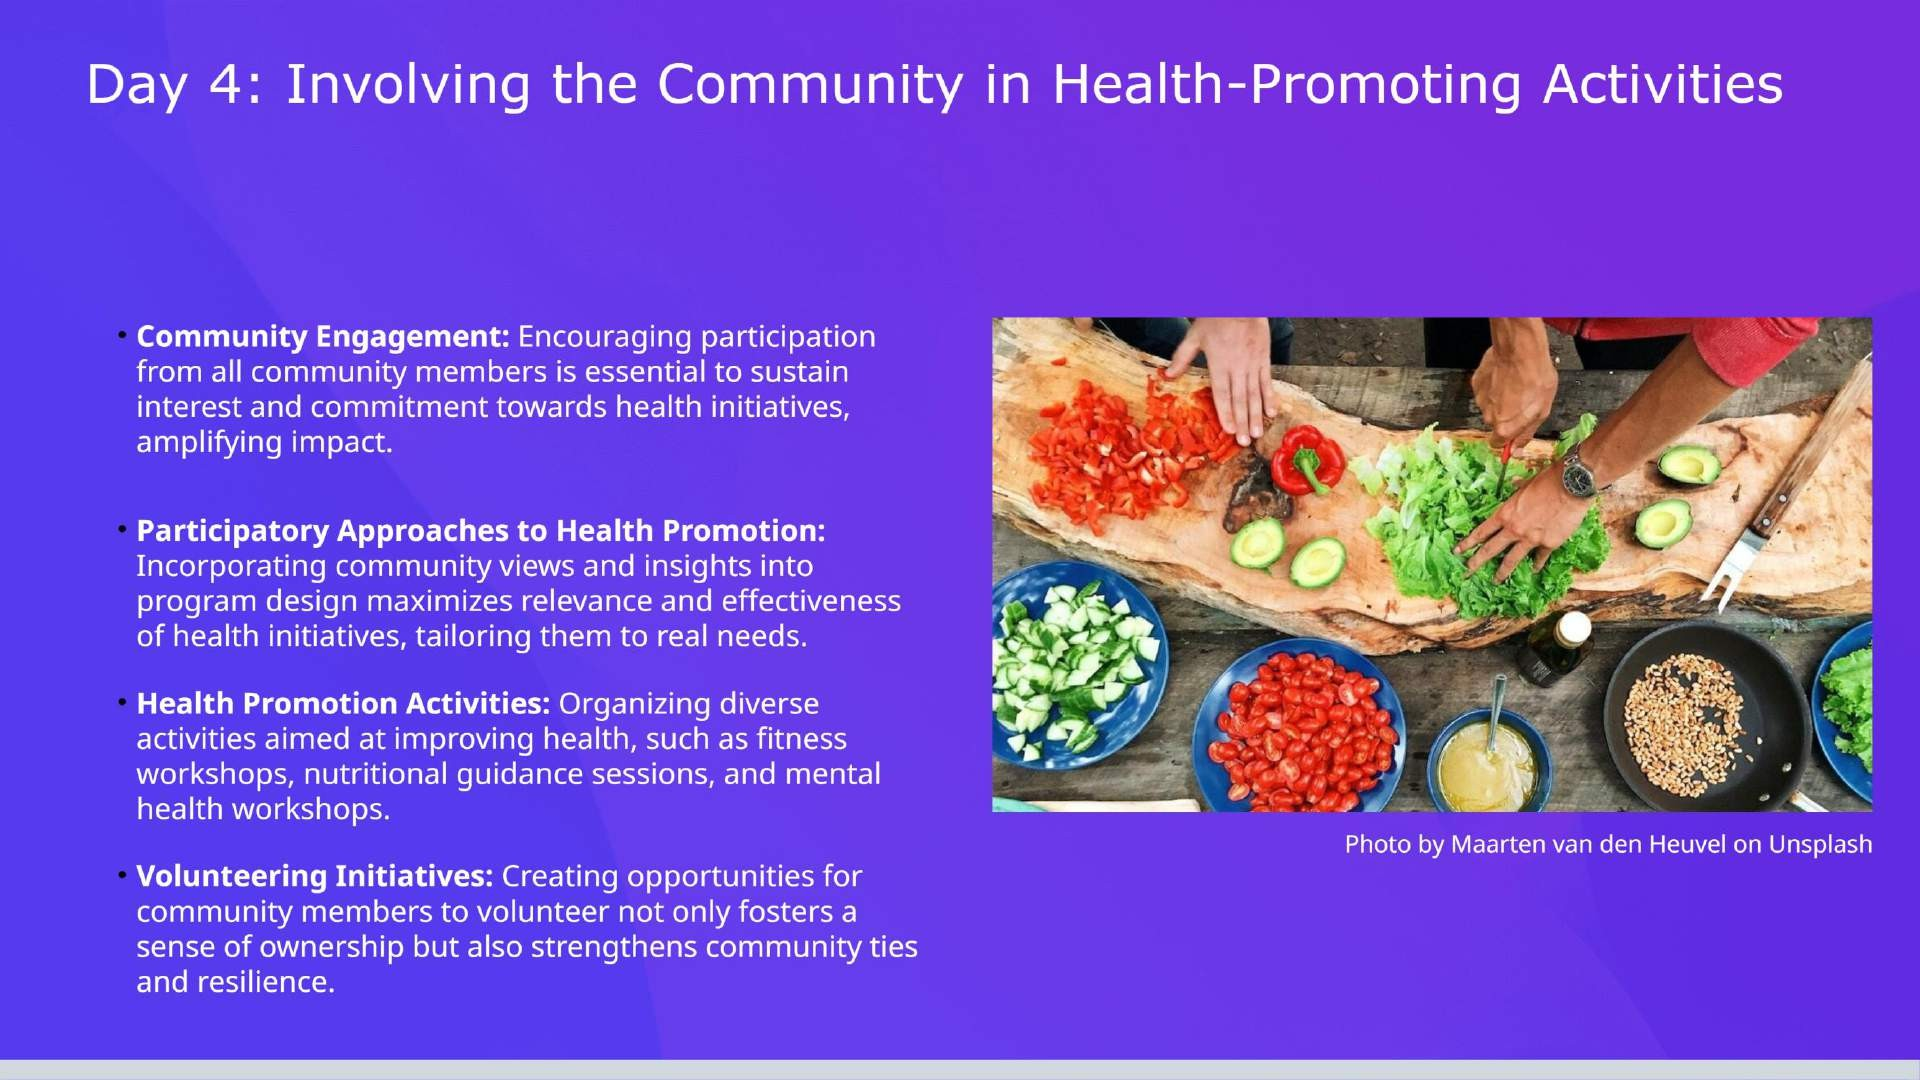 Day 4: Involving the Community in Health-Promoting Activities
• Community Engagement: Encouraging participation
from all community members is essential to sustain
interest and commitment towards health initiatives,
amplifying impact.
• Participatory Approaches to Health Promotion:
Incorporating community views and insights into
program design maximizes relevance and effectiveness
of health initiatives, tailoring them to real needs.
• Health Promotion Activities: Organizing diverse
activities aimed at improving health, such as fitness
workshops, nutritional guidance sessions, and mental
health workshops.
• Volunteering Initiatives: Creating opportunities for
community members to volunteer not only fosters a
sense of ownership but also strengthens community ties
and resilience.
Photo by Maarten van den Heuvel on Unsplash